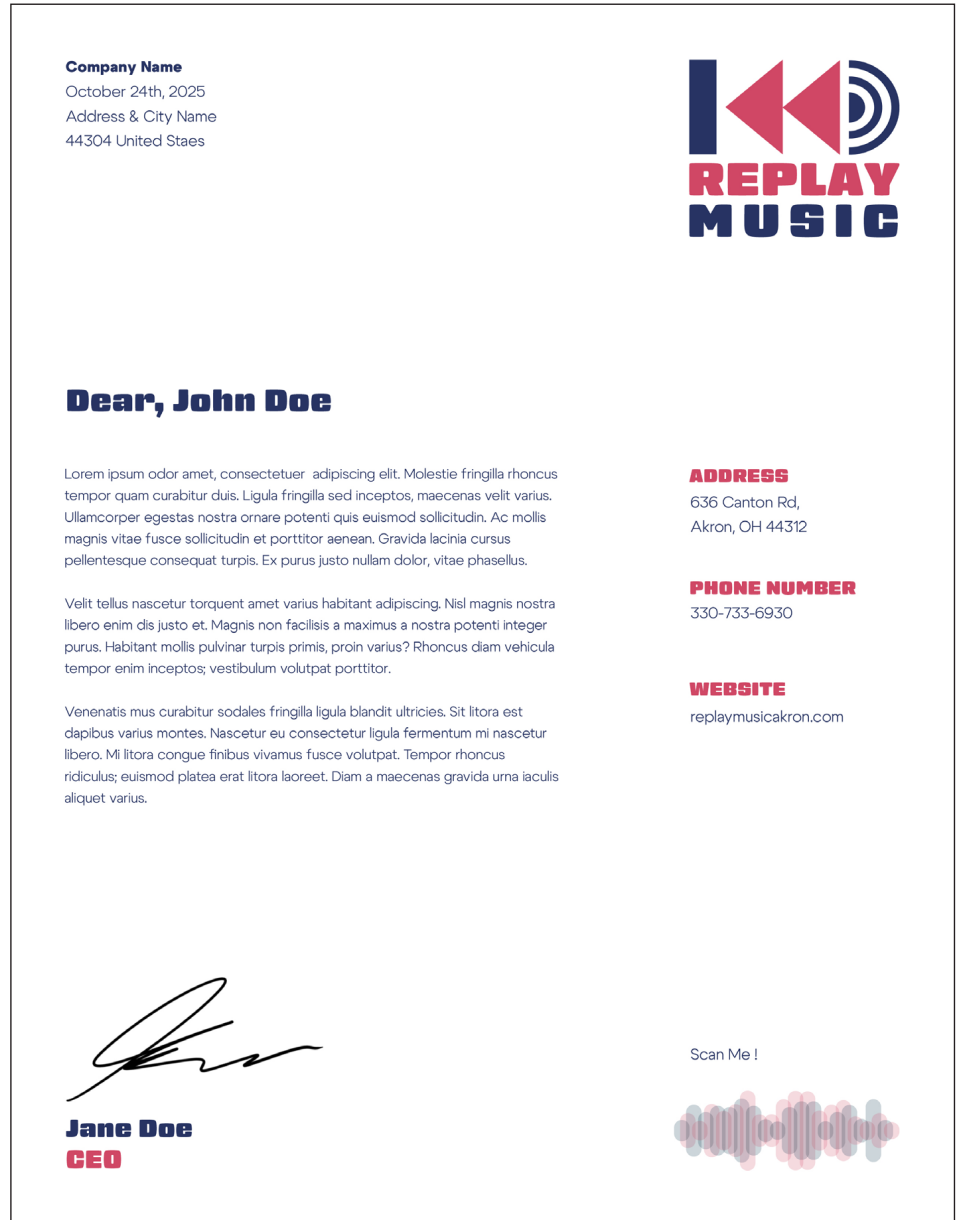 Company Name
October 24th, 2025
Address & City Name
44304 United Staes
REPLAY
MUSIC
Dear, John Doe
Lorem ipsum odor amet, consectetuer  adipiscing elit. Molestie fringilla rhoncus
tempor quam curabitur duis. Ligula fringilla sed inceptos, maecenas velit varius.
Ullamcorper egestas nostra ornare potenti quis euismod sollicitudin. Ac mollis
magnis vitae fusce sollicitudin et porttitor aenean. Gravida lacinia cursus
pellentesque consequat turpis. Ex purus justo nullam dolor, vitae phasellus.
Velit tellus nascetur torquent amet varius habitant adipiscing. Nisl magnis nostra
libero enim dis justo et. Magnis non facilisis a maximus a nostra potenti integer
purus. Habitant mollis pulvinar turpis primis, proin varius? Rhoncus diam vehicula
tempor enim inceptos; vestibulum volutpat porttitor.
Venenatis mus curabitur sodales fringilla ligula blandit ultricies. Sit litora est
dapibus varius montes. Nascetur eu consectetur ligula fermentum mi nascetur
libero. Mi litora congue finibus vivamus fusce volutpat. Tempor rhoncus
ridiculus; euismod platea erat litora laoreet. Diam a maecenas gravida urna iaculis
aliquet varius.
ADDRESS
636 Canton Rd,
Akron, OH 44312
PHONE NUMBER
330-733-6930
WEBSITE
replaymusicakron.com
Jane Doe
CEO
Scan Me !